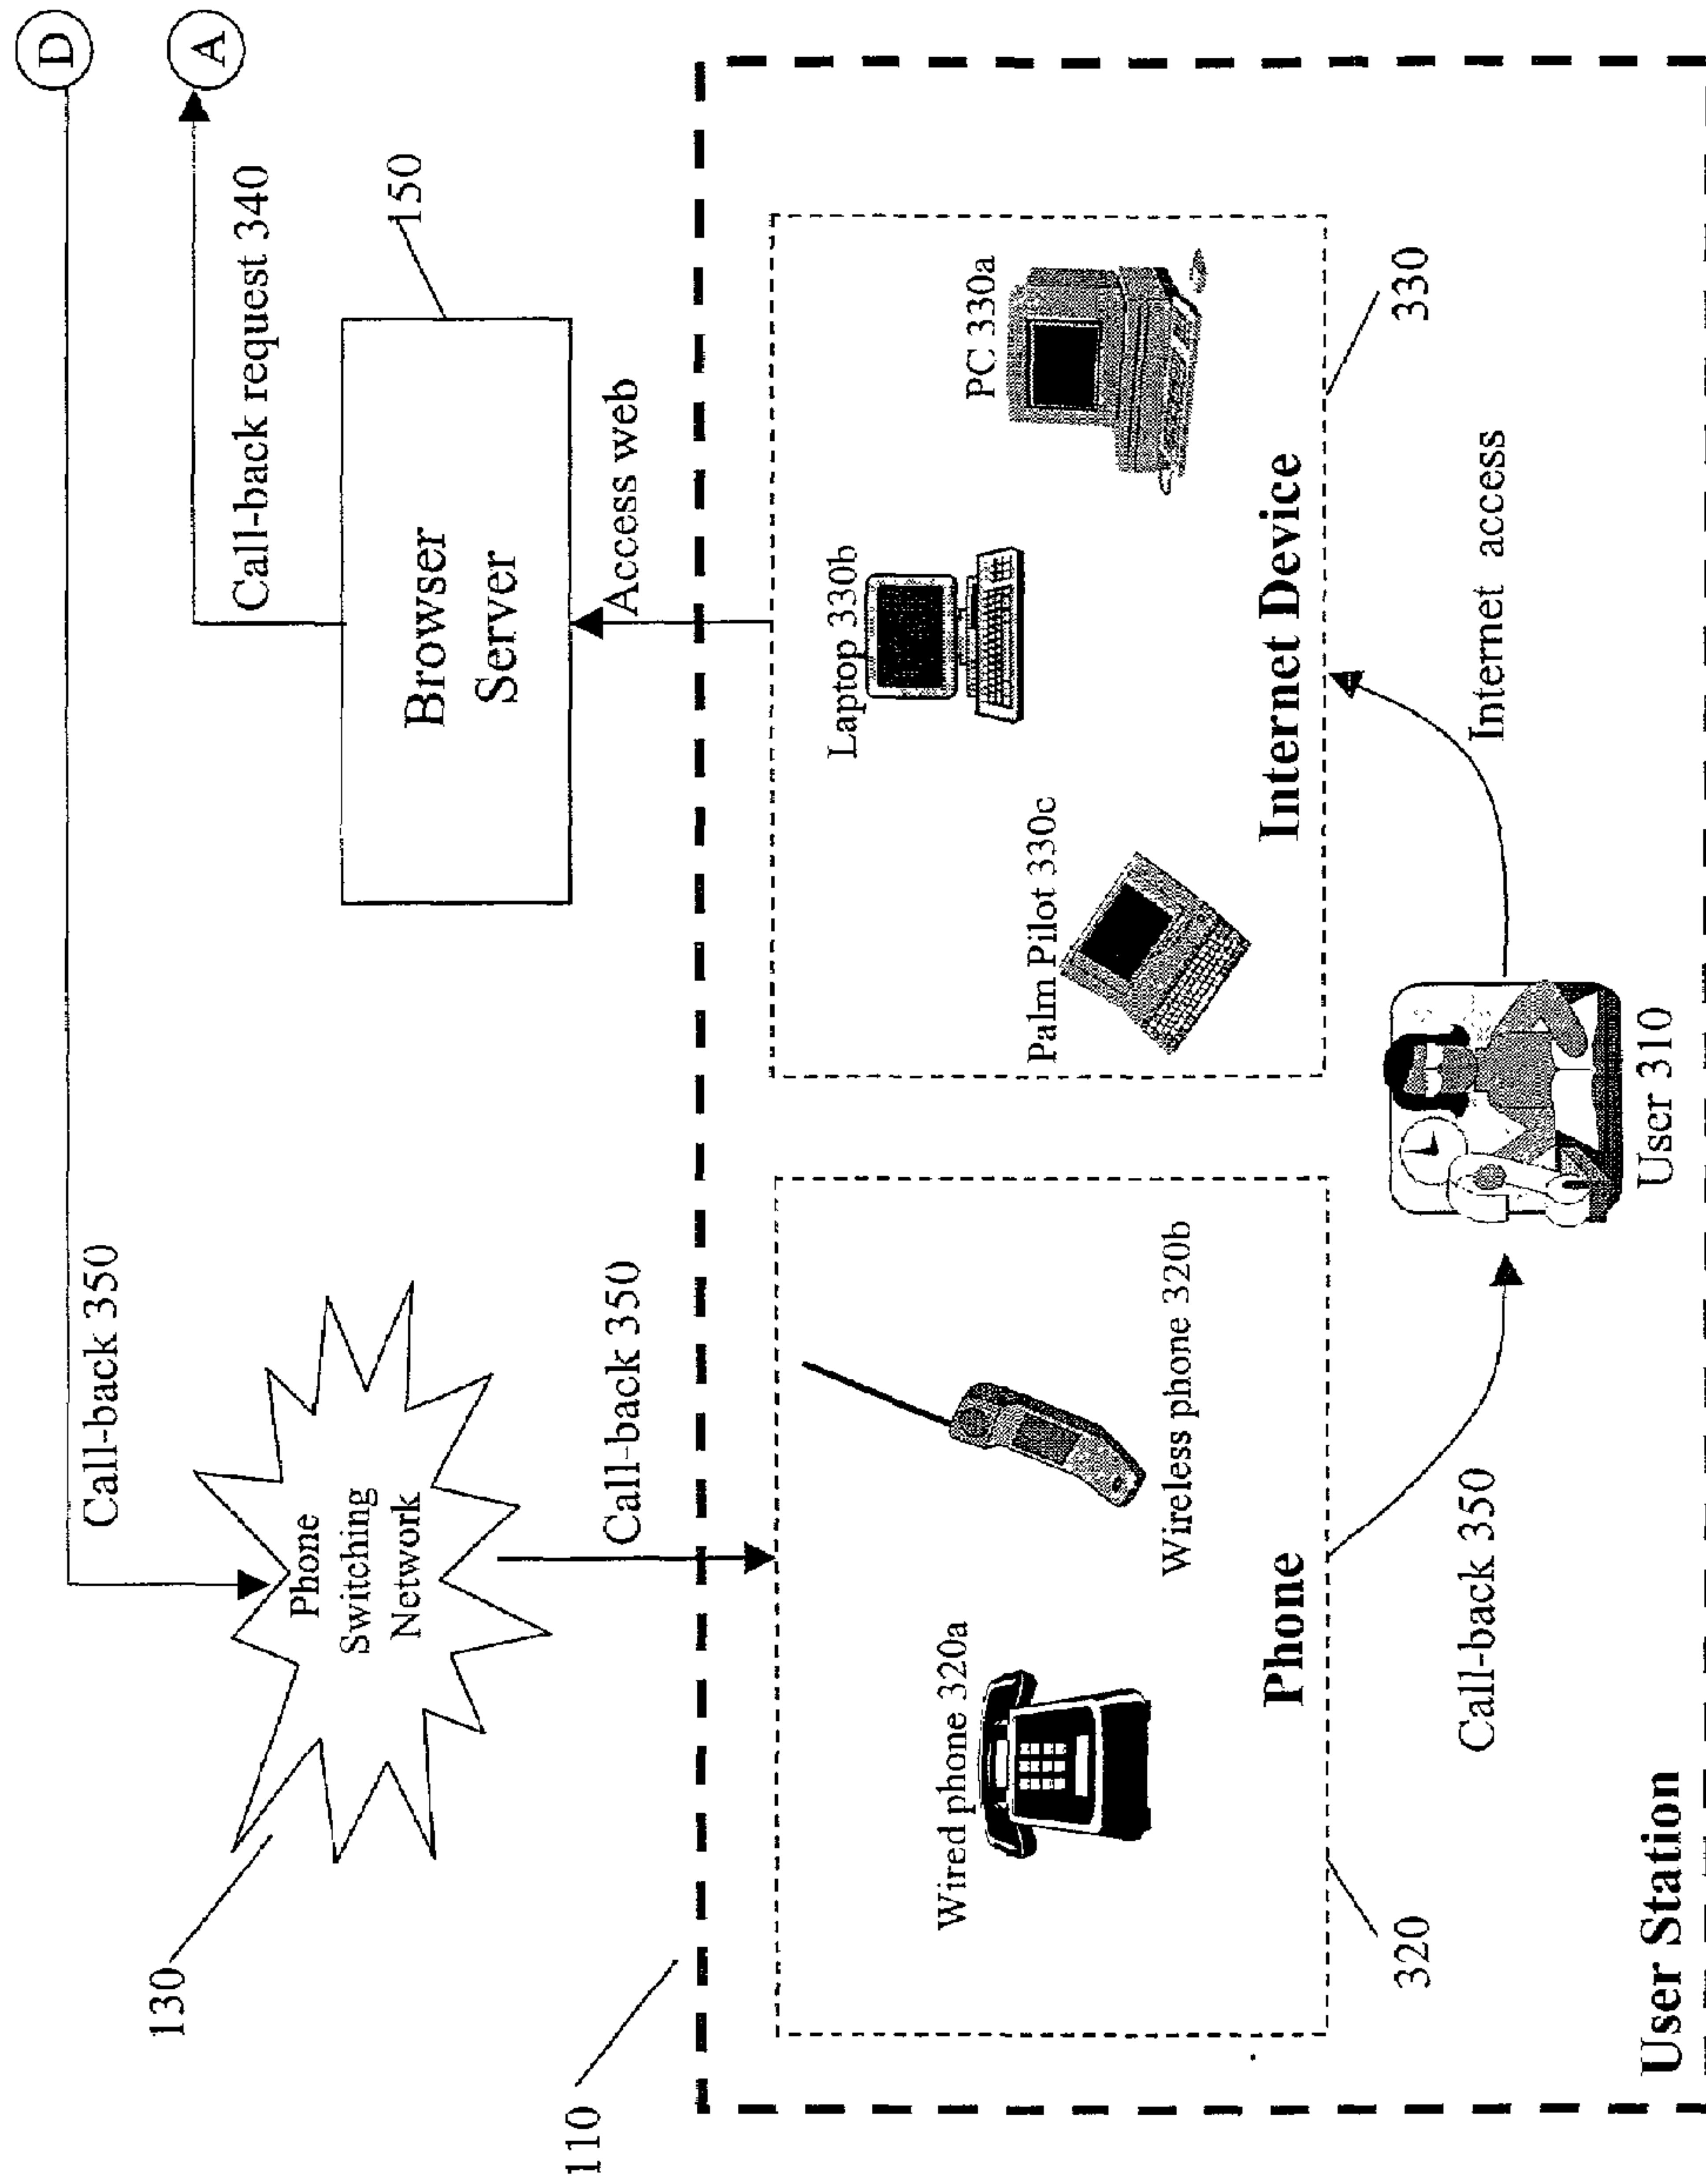 D
A
Call-back 350
Call-back request 340
130
Phone
Switching
Network
Browser
Server
150
110
Call-back 350
Access web
Wired phone 320a
Wireless phone 320b
Phone
320
Palm Pilot 330c
Laptop 330b
PC 330a
Internet Device
330
Call-back 350
Internet access
User 310
User Station